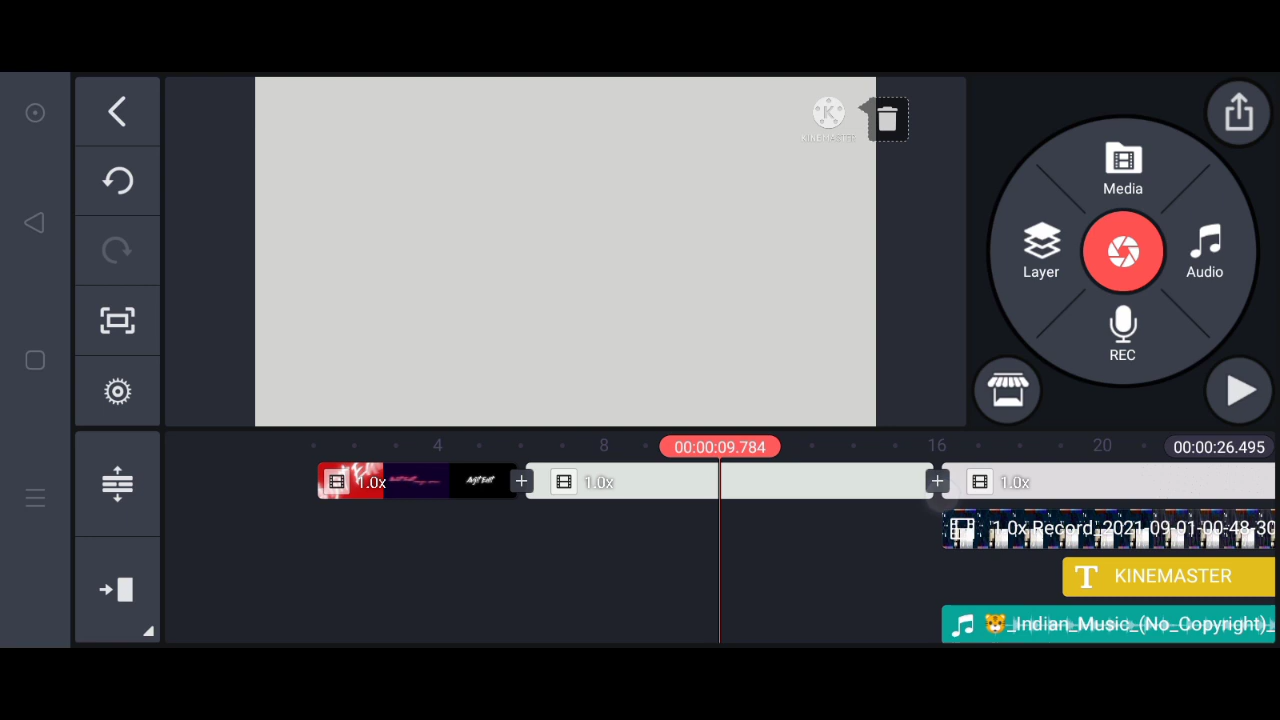 KINEMASTER
Media
Layer
Audio
REC
4
8
00:00:09.784
16
20
00:00:26.495
1.0x
1.0x
1.0x
1.0x Record_2021-09-01-00-48-30
T KINEMASTER
🐯_Indian_Music_(No_Copyright)_